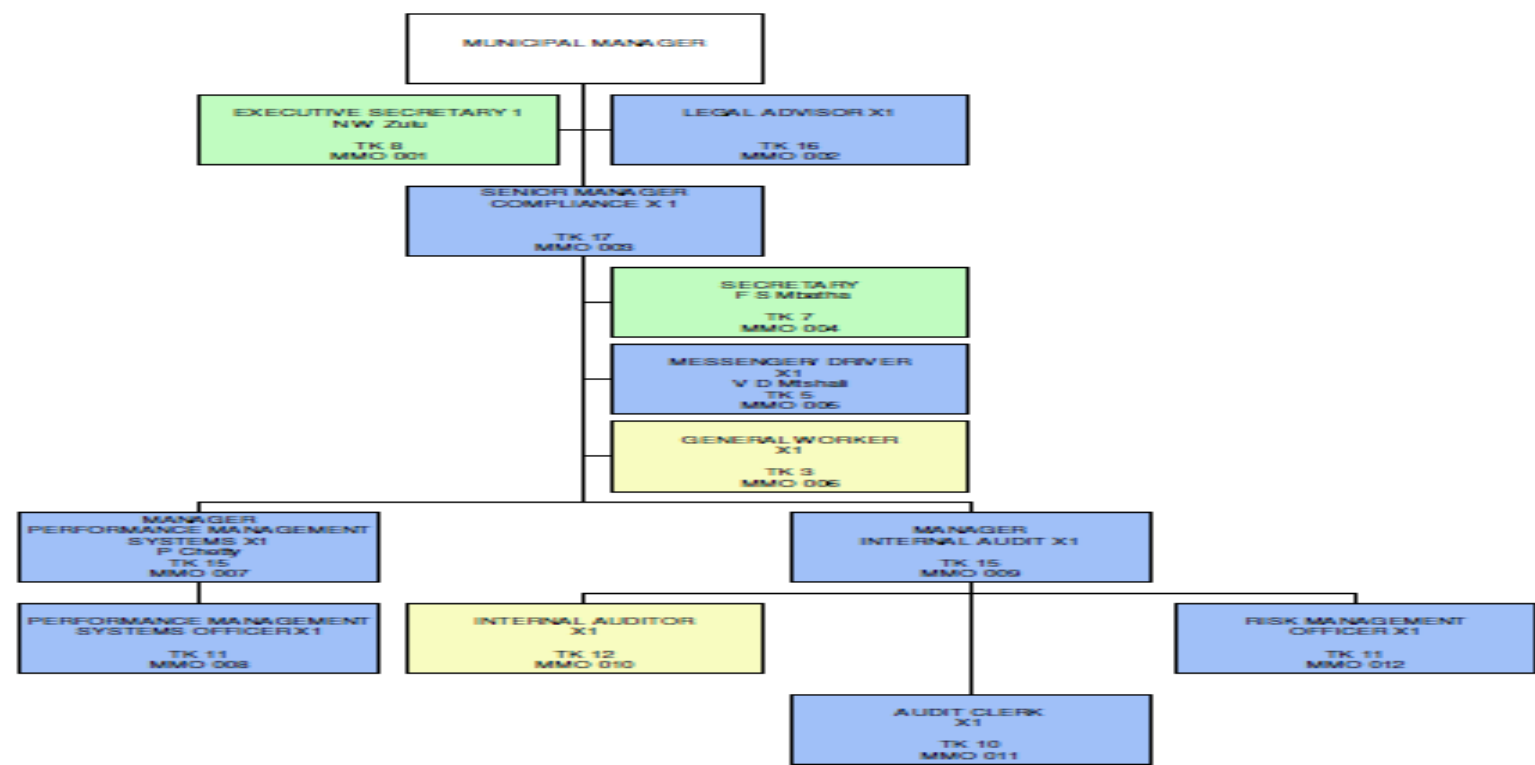 MUNICIPAL MANAGER
EXECUTIVE SECRETARY 1
NW Zulu
TK 8
MMO 001
LEGAL ADVISOR X1
TK 16
MMO 002
SENIOR MANAGER
COMPLIANCE X 1
TK 17
MMO 003
SECRETARY
F S Mbatha
TK 7
MMO 004
MESSENGER/ DRIVER
X1
V D Mtshali
TK 5
MMO 005
GENERAL WORKER
X1
TK 3
MMO 006
MANAGER
PERFORMANCE MANAGEMENT
SYSTEMS X1
P Chetty
TK 15
MMO 007
MANAGER
INTERNAL AUDIT X1
TK 15
MMO 009
PERFORMANCE MANAGEMENT
SYSTEMS OFFICER X1
TK 11
MMO 008
INTERNAL AUDITOR
X1
TK 12
MMO 010
RISK MANAGEMENT
OFFICER X1
TK 11
MMO 012
AUDIT CLERK
X1
TK 10
MMO 011